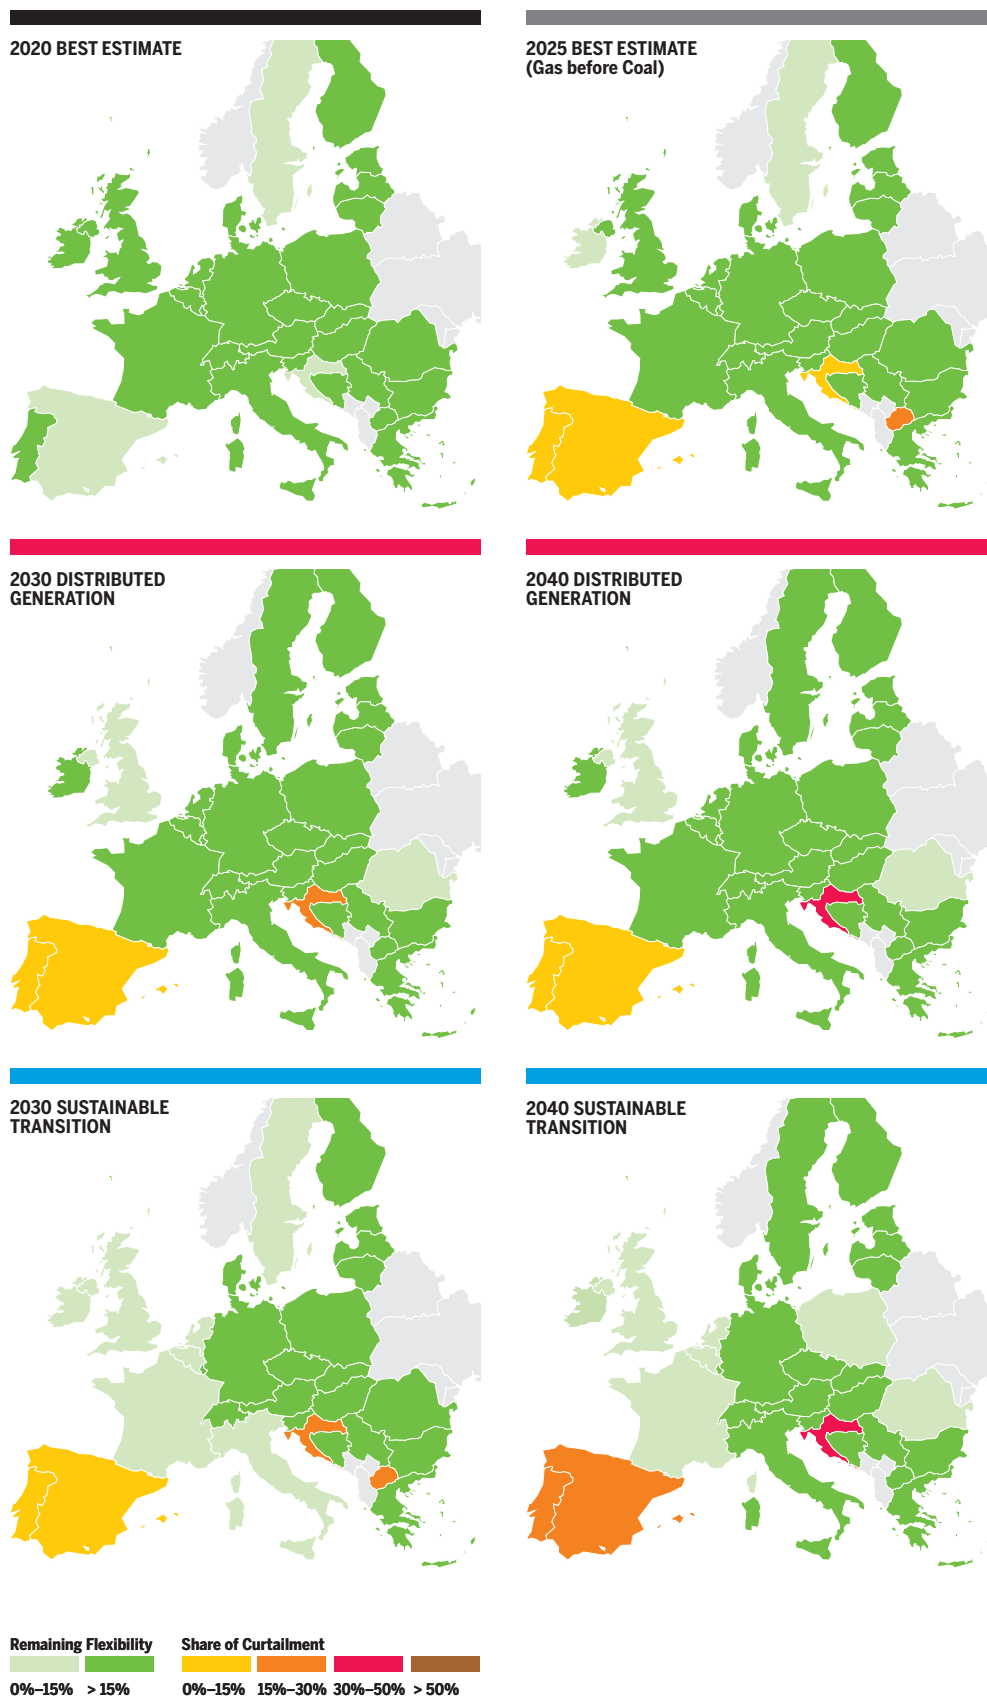 2020 BEST ESTIMATE
2025 BEST ESTIMATE
(Gas before Coal)
2030 DISTRIBUTED
GENERATION
2040 DISTRIBUTED
GENERATION
2030 SUSTAINABLE
TRANSITION
2040 SUSTAINABLE
TRANSITION
Remaining Flexibility
0%–15% > 15%
Share of Curtailment
0%–15% 15%–30% 30%–50% > 50%